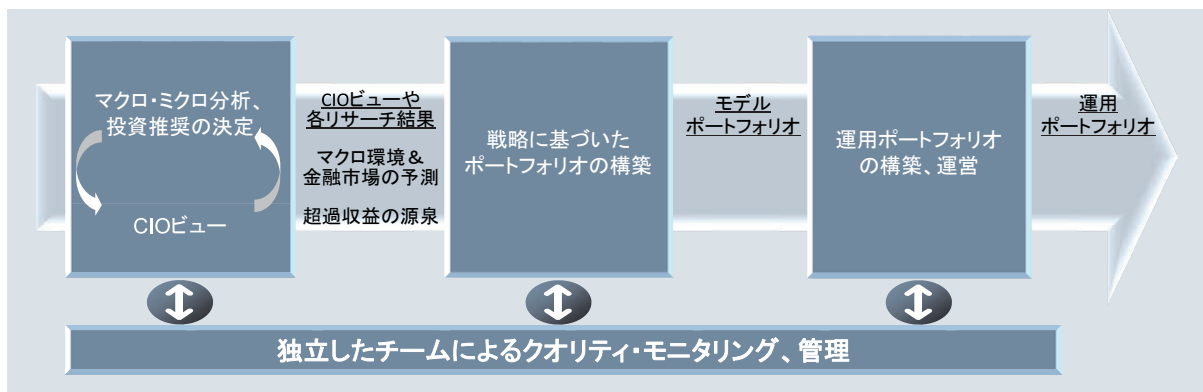 マクロ・ミクロ分析、
投資推奨の決定
CIOビュー
CIOビューや
各リサーチ結果
マクロ環境＆
金融市場の予測
超過収益の源泉
戦略に基づいた
ポートフォリオの構築
モデル
ポートフォリオ
運用ポートフォリオ
の構築、運営
運用
ポートフォリオ
独立したチームによるクオリティ・モニタリング、管理